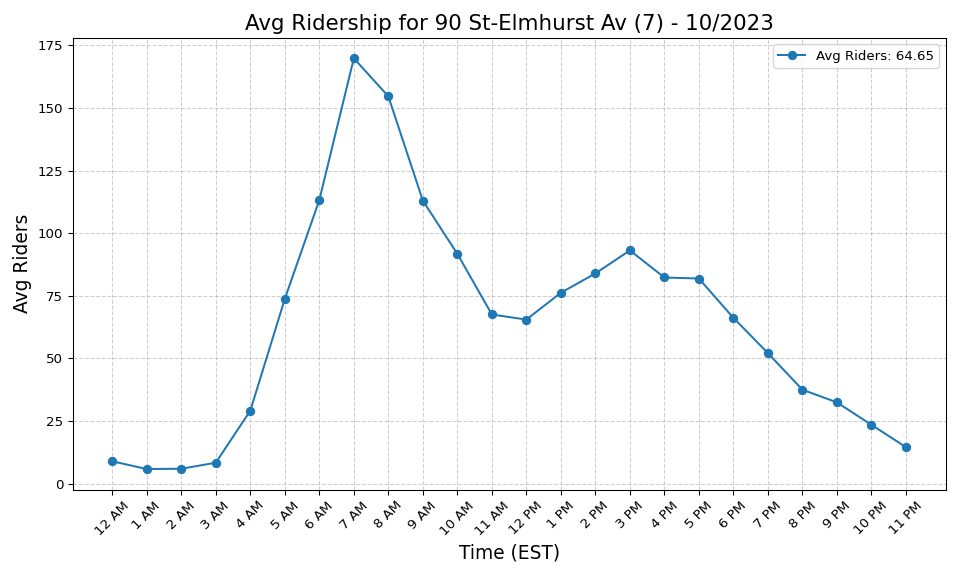 Avg Ridership for 90 St-Elmhurst Av (7) - 10/2023
Avg Riders: 64.65
Avg Riders
175
150
125
100
75
50
25
0
12 AM
1 AM
2 AM
3 AM
4 AM
5 AM
6 AM
7 AM
8 AM
9 AM
10 AM
11 AM
12 PM
1 PM
2 PM
3 PM
4 PM
5 PM
6 PM
7 PM
8 PM
9 PM
10 PM
11 PM
Time (EST)